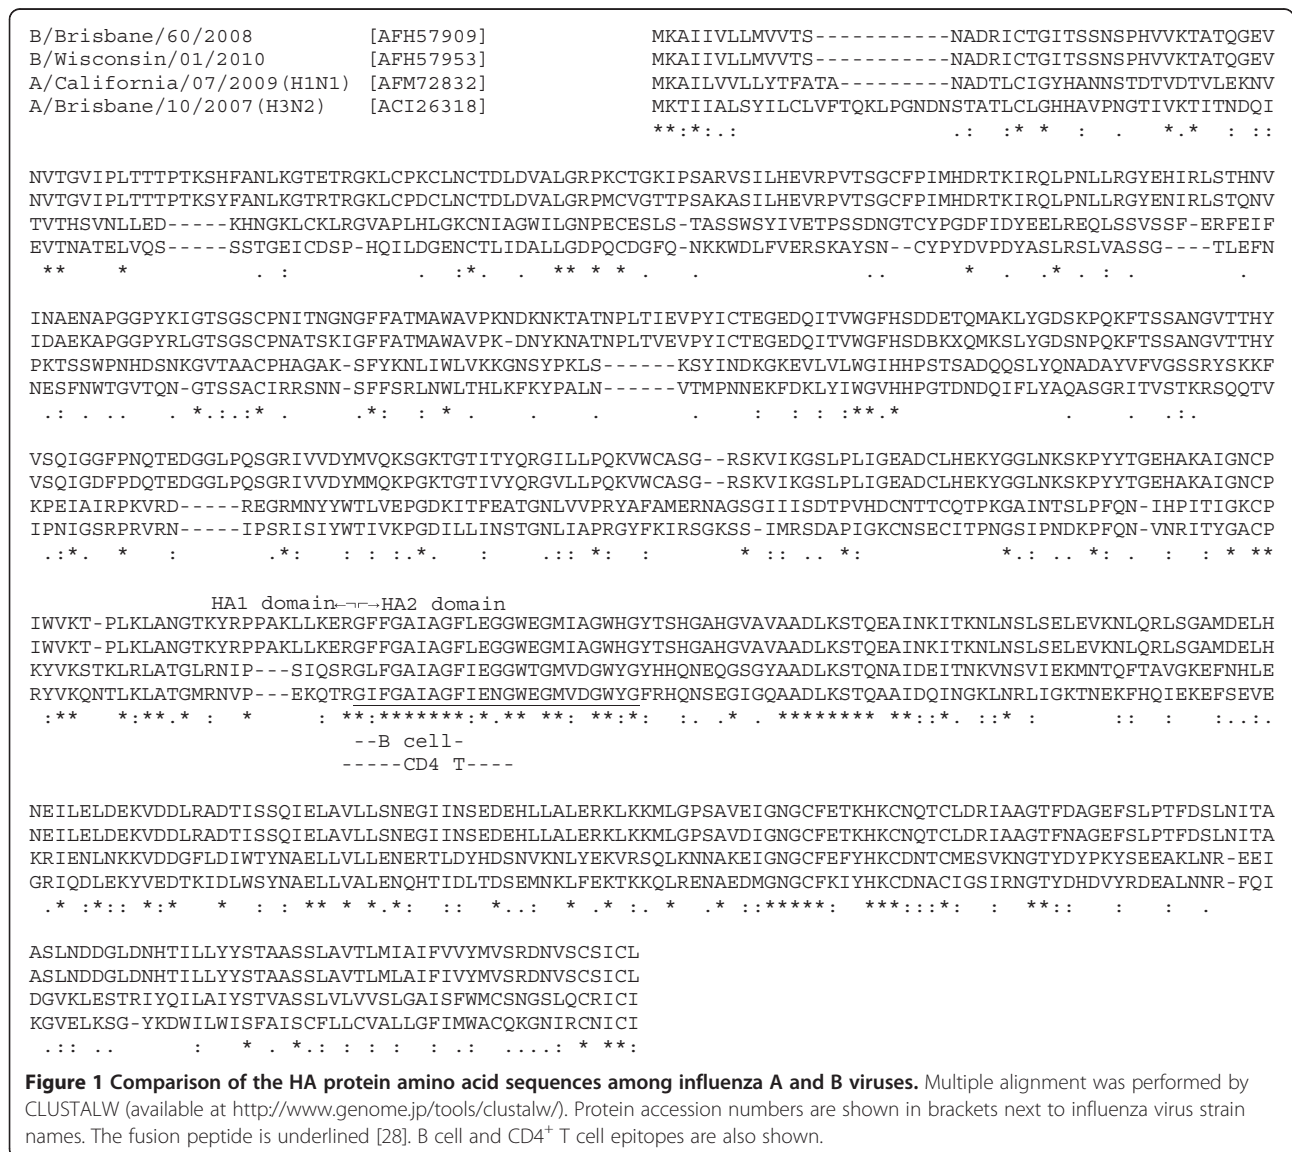 B/Brisbane/60/2008 [AFH57909] MKAIIVLLMVVTS-----------NADRICTGITSSNSPHVVKTATQGEV
B/Wisconsin/01/2010 [AFH57953] MKAIIVLLMVVTS-----------NADRICTGITSSNSPHVVKTATQGEV
A/California/07/2009(H1N1) [AFM72832] MKAILVVLLYTFATA---------NADTLCIGYHANNSTDTVDTVLEKNV
A/Brisbane/10/2007(H3N2) [ACI26318] MKTIIALSYILCLVFTQKLPGNDNSTATLCLGHHAVPNGTIVKTITNDQI
**:*:.: .: :* * : . *.* : ::
NVTGVIPLTTTPTKSHFANLKGTETRGKLCPKCLNCTDLDVALGRPKCTGKIPSARVSILHEVRPVTSGCFPIMHDRTKIRQLPNLLRGYEHIRLSTHNV
NVTGVIPLTTTPTKSYFANLKGTRTRGKLCPDCLNCTDLDVALGRPMCVGTTPSAKASILHEVRPVTSGCFPIMHDRTKIRQLPNLLRGYENIRLSTQNV
TVTHSVNLLED-----KHNGKLCKLRGVAPLHLGKCNIAGWILGNPECESLS-TASSWSYIVETPSSDNGTCYPGDFIDYEELREQLSSVSSF-ERFEIF
EVTNATELVQS-----SSTGEICDSP-HQILDGENCTLIDALLGDPQCDGFQ-NKKWDLFVERSKAYSN--CYPYDVPDYASLRSLVASSG----TLEFN
** * . : . :*. . ** * * . . .. * . .* . : . .
INAENAPGGPYKIGTSGSCPNITNGNGFFATMAWAVPKNDKNKTATNPLTIEVPYICTEGEDQITVWGFHSDDETQMAKLYGDSKPQKFTSSANGVTTHY
IDAEKAPGGPYRLGTSGSCPNATSKIGFFATMAWAVPK-DNYKNATNPLTVEVPYICTEGEDQITVWGFHSDBKXQMKSLYGDSNPQKFTSSANGVTTHY
PKTSSWPNHDSNKGVTAACPHAGAK-SFYKNLIWLVKKGNSYPKLS------KSYINDKGKEVLVLWGIHHPSTSADQQSLYQNADAYVFVGSSRYSKKF
NESFNWTGVTQN-GTSSACIRRSNN-SFFSRLNWLTHLKFKYPALN------VTMPNNEKFDKLYIWGVHHPGTDNDQIFLYAQASGRITVSTKRSQQTV
.: . .. . *.:.:* . .*: : * . . . . : : : :**.* . . .:.
VSQIGGFPNQTEDGGLPQSGRIVVDYMVQKSGKTGTITYQRGILLPQKVWCASG--RSKVIKGSLPLIGEADCLHEKYGGLNKSKPYYTGEHAKAIGNCP
VSQIGDFPDQTEDGGLPQSGRIVVDYMMQKPGKTGTIVYQRGVLLPQKVWCASG--RSKVIKGSLPLIGEADCLHEKYGGLNKSKPYYTGEHAKAIGNCP
KPEIAIRPKVRD-----REGRMNYYWTLVEPGDKITFEATGNLVVPRYAFAMERNAGSGIIISDTPVHDCNTTCQTPKGAINTSLPFQN-IHPITIGKCP
IPNIGSRPRVRN-----IPSRISIYWTIVKPGDILLINSTGNLIAPRGYFKIRSGKSS-IMRSDAPIGKCNSECITPNGSIPNDKPFQN-VNRITYGACP
.:*. * : .*: : : :.*. : .:: *: : * :: .. *: *.: .. *: . : : * **
HA1 domain←¬⌐→HA2 domain
IWVKT-PLKLANGTKYRPPAKLLKERGFFGAIAGFLEGGWEGMIAGWHGYTSHGAHGVAVAADLKSTQEAINKITKNLNSLSELEVKNLQRLSGAMDELH
IWVKT-PLKLANGTKYRPPAKLLKERGFFGAIAGFLEGGWEGMIAGWHGYTSHGAHGVAVAADLKSTQEAINKITKNLNSLSELEVKNLQRLSGAMDELH
KYVKSTKLRLATGLRNIP---SIQSRGLFGAIAGFIEGGWTGMVDGWYGYHHQNEQGSGYAADLKSTQNAIDEITNKVNSVIEKMNTQFTAVGKEFNHLE
RYVKQNTLKLATGMRNVP---EKQTRGIFGAIAGFIENGWEGMVDGWYGFRHQNSEGIGQAADLKSTQAAIDQINGKLNRLIGKTNEKFHQIEKEFSEVE
:** *:**.* : * : **:*******:*.** **: **:*: :. .* . ******** **::*. ::* : :: : :..:.
--B cell-
-----CD4 T----
NEILELDEKVDDLRADTISSQIELAVLLSNEGIINSEDEHLLALERKLKKMLGPSAVEIGNGCFETKHKCNQTCLDRIAAGTFDAGEFSLPTFDSLNITA
NEILELDEKVDDLRADTISSQIELAVLLSNEGIINSEDEHLLALERKLKKMLGPSAVDIGNGCFETKHKCNQTCLDRIAAGTFNAGEFSLPTFDSLNITA
KRIENLNKKVDDGFLDIWTYNAELLVLLENERTLDYHDSNVKNLYEKVRSQLKNNAKEIGNGCFEFYHKCDNTCMESVKNGTYDYPKYSEEAKLNR-EEI
GRIQDLEKYVEDTKIDLWSYNAELLVALENQHTIDLTDSEMNKLFEKTKKQLRENAEDMGNGCFKIYHKCDNACIGSIRNGTYDHDVYRDEALNNR-FQI
.* :*:: *:* * : : ** * *.*: :: *..: * .* :. * .* ::*****: ***:::*: : **:: : : .
ASLNDDGLDNHTILLYYSTAASSLAVTLMIAIFVVYMVSRDNVSCSICL
ASLNDDGLDNHTILLYYSTAASSLAVTLMLAIFIVYMVSRDNVSCSICL
DGVKLESTRIYQILAIYSTVASSLVLVVSLGAISFWMCSNGSLQCRICI
KGVELKSG-YKDWILWISFAISCFLLCVALLGFIMWACQKGNIRCNICI
.:: .. : * . *.: : : : .: ....: * **:
Figure 1 Comparison of the HA protein amino acid sequences among influenza A and B viruses. Multiple alignment was performed by
CLUSTALW (available at http://www.genome.jp/tools/clustalw/). Protein accession numbers are shown in brackets next to influenza virus strain
names. The fusion peptide is underlined [28]. B cell and CD4+ T cell epitopes are also shown.